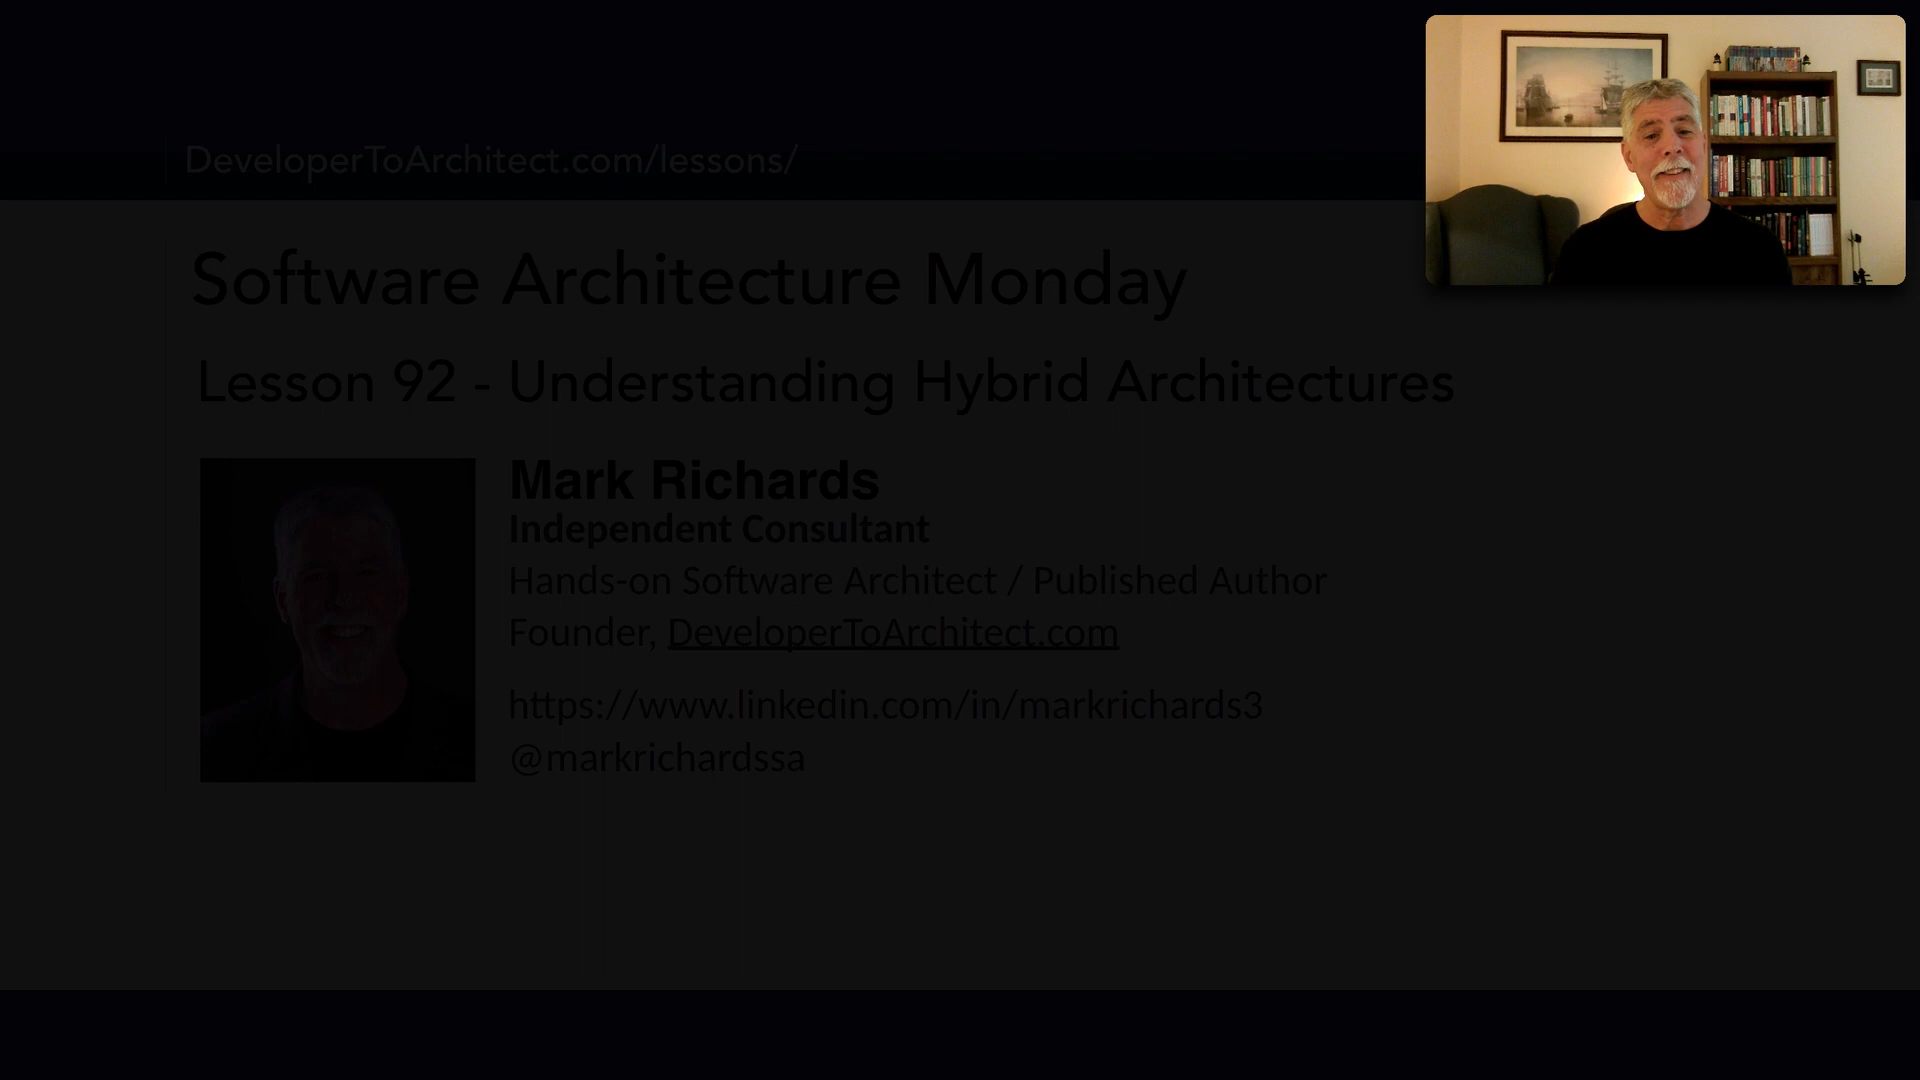 DeveloperToArchitect.com/lessons/
Software Architecture Monday
Lesson 92 - Understanding Hybrid Architectures
Mark Richards
Independent Consultant
Hands-on Software Architect / Published Author
Founder, DeveloperToArchitect.com
https://www.linkedin.com/in/markrichards3
@markrichardssa